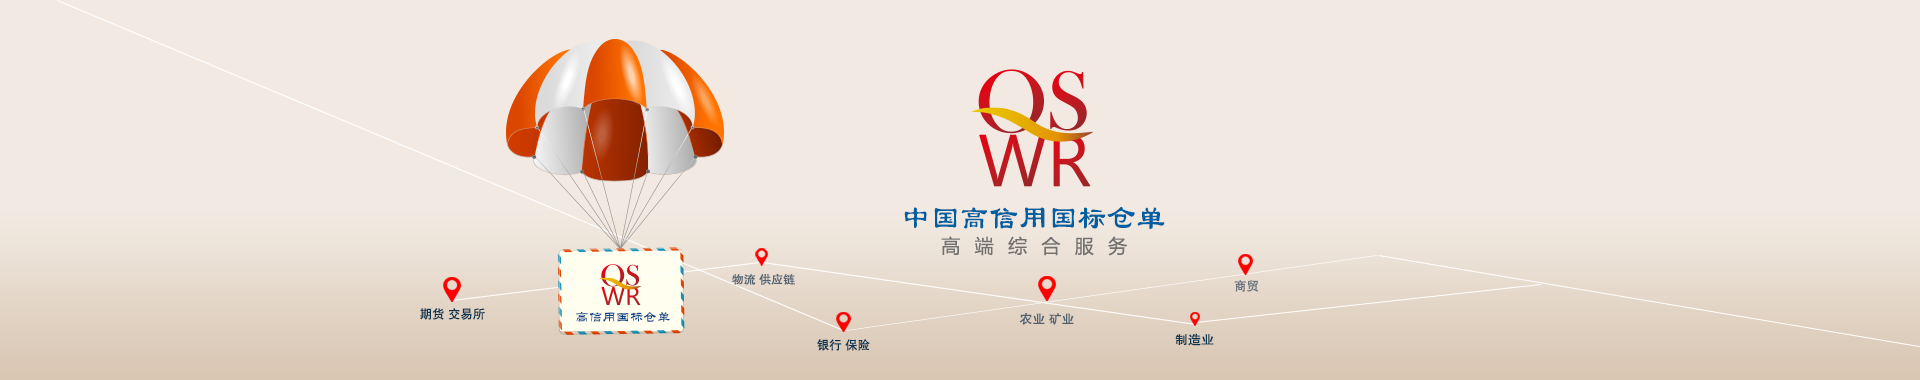 QS
WR
中国高信用国标仓单
高端综合服务
QS
WR
高信用国标仓单
期货 交易所
物流 供应链
银行 保险
农业 矿业
制造业
商贸